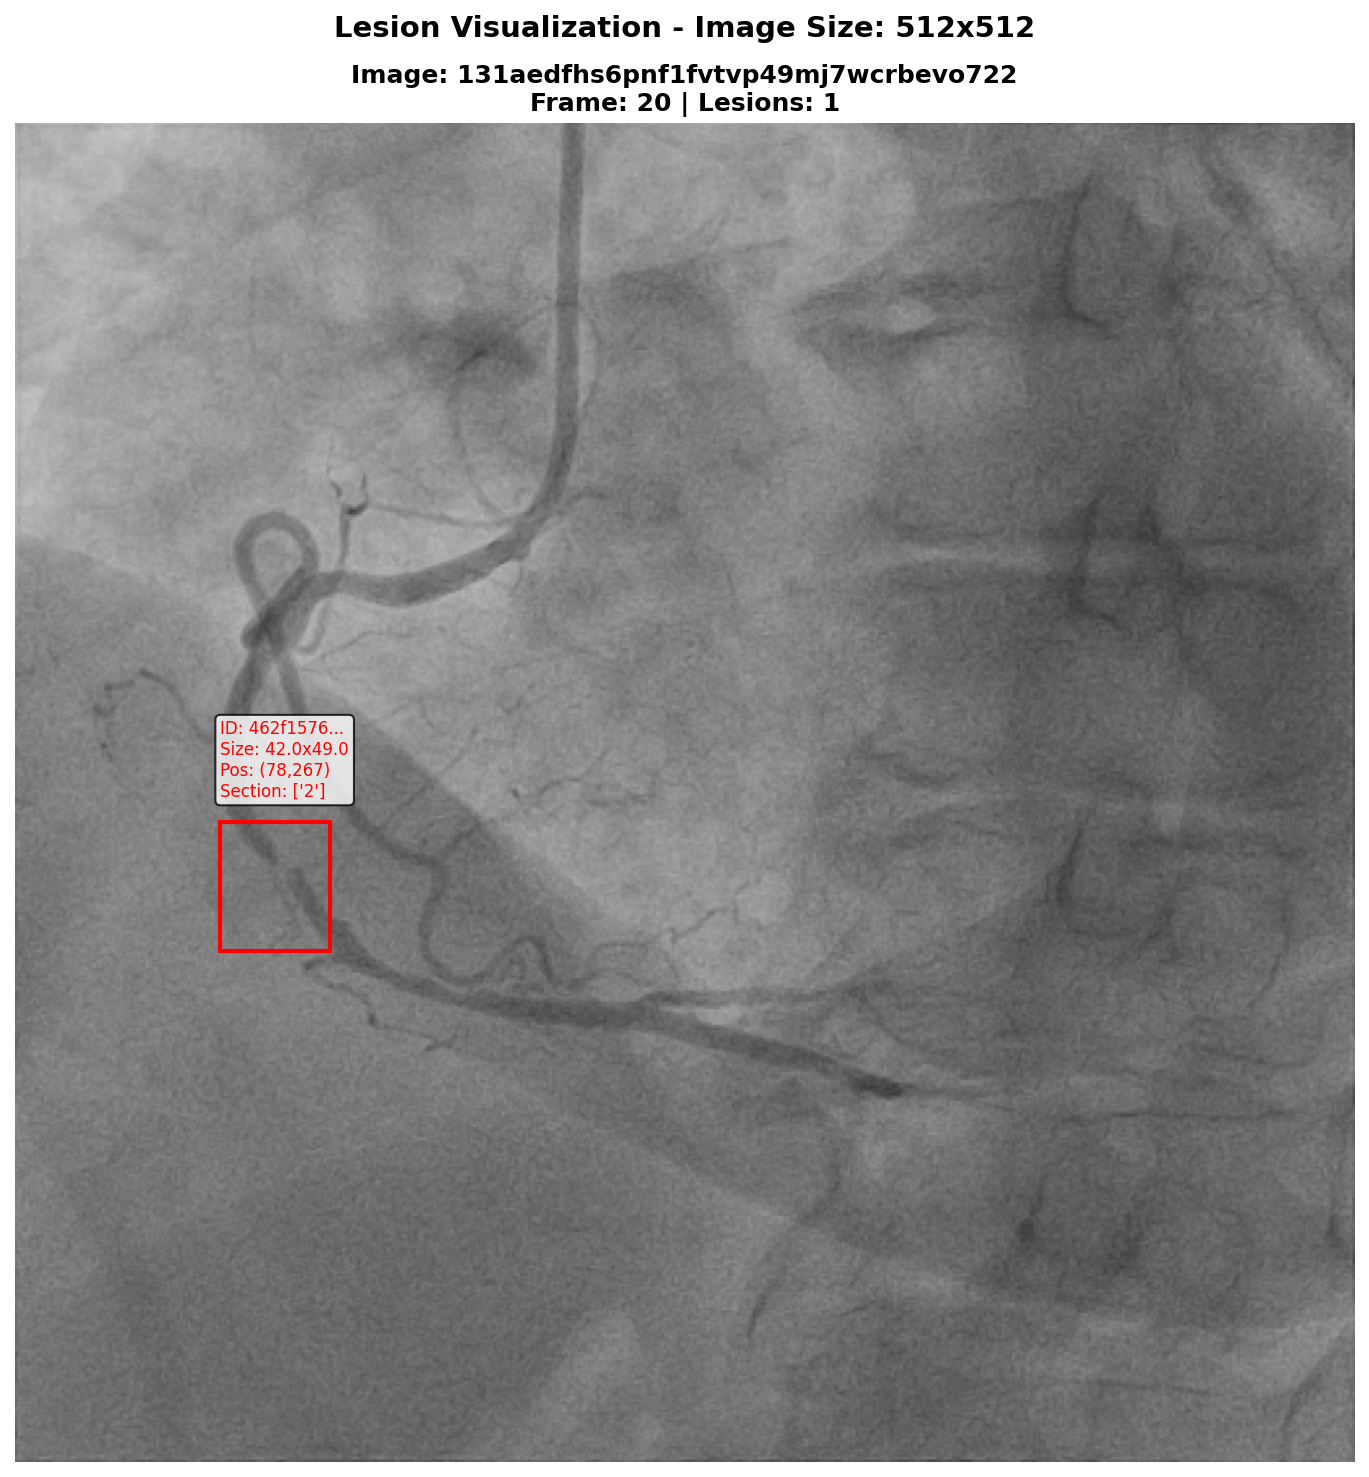 Lesion Visualization - Image Size: 512x512
Image: 131aedfhs6pnf1fvtvp49mj7wcrbevo722
Frame: 20 | Lesions: 1
ID: 462f1576...
Size: 42.0x49.0
Pos: (78,267)
Section: ['2']